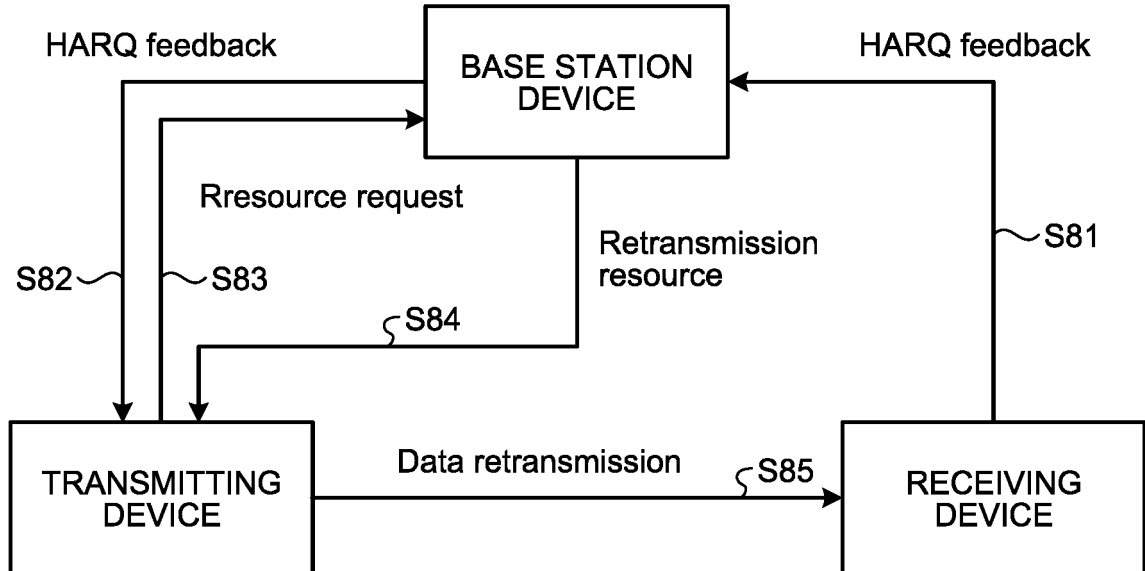 HARQ feedback
BASE STATION
DEVICE
HARQ feedback
Rresource request
Retransmission
resource
S81
S82
S83
S84
TRANSMITTING
DEVICE
Data retransmission
S85
RECEIVING
DEVICE